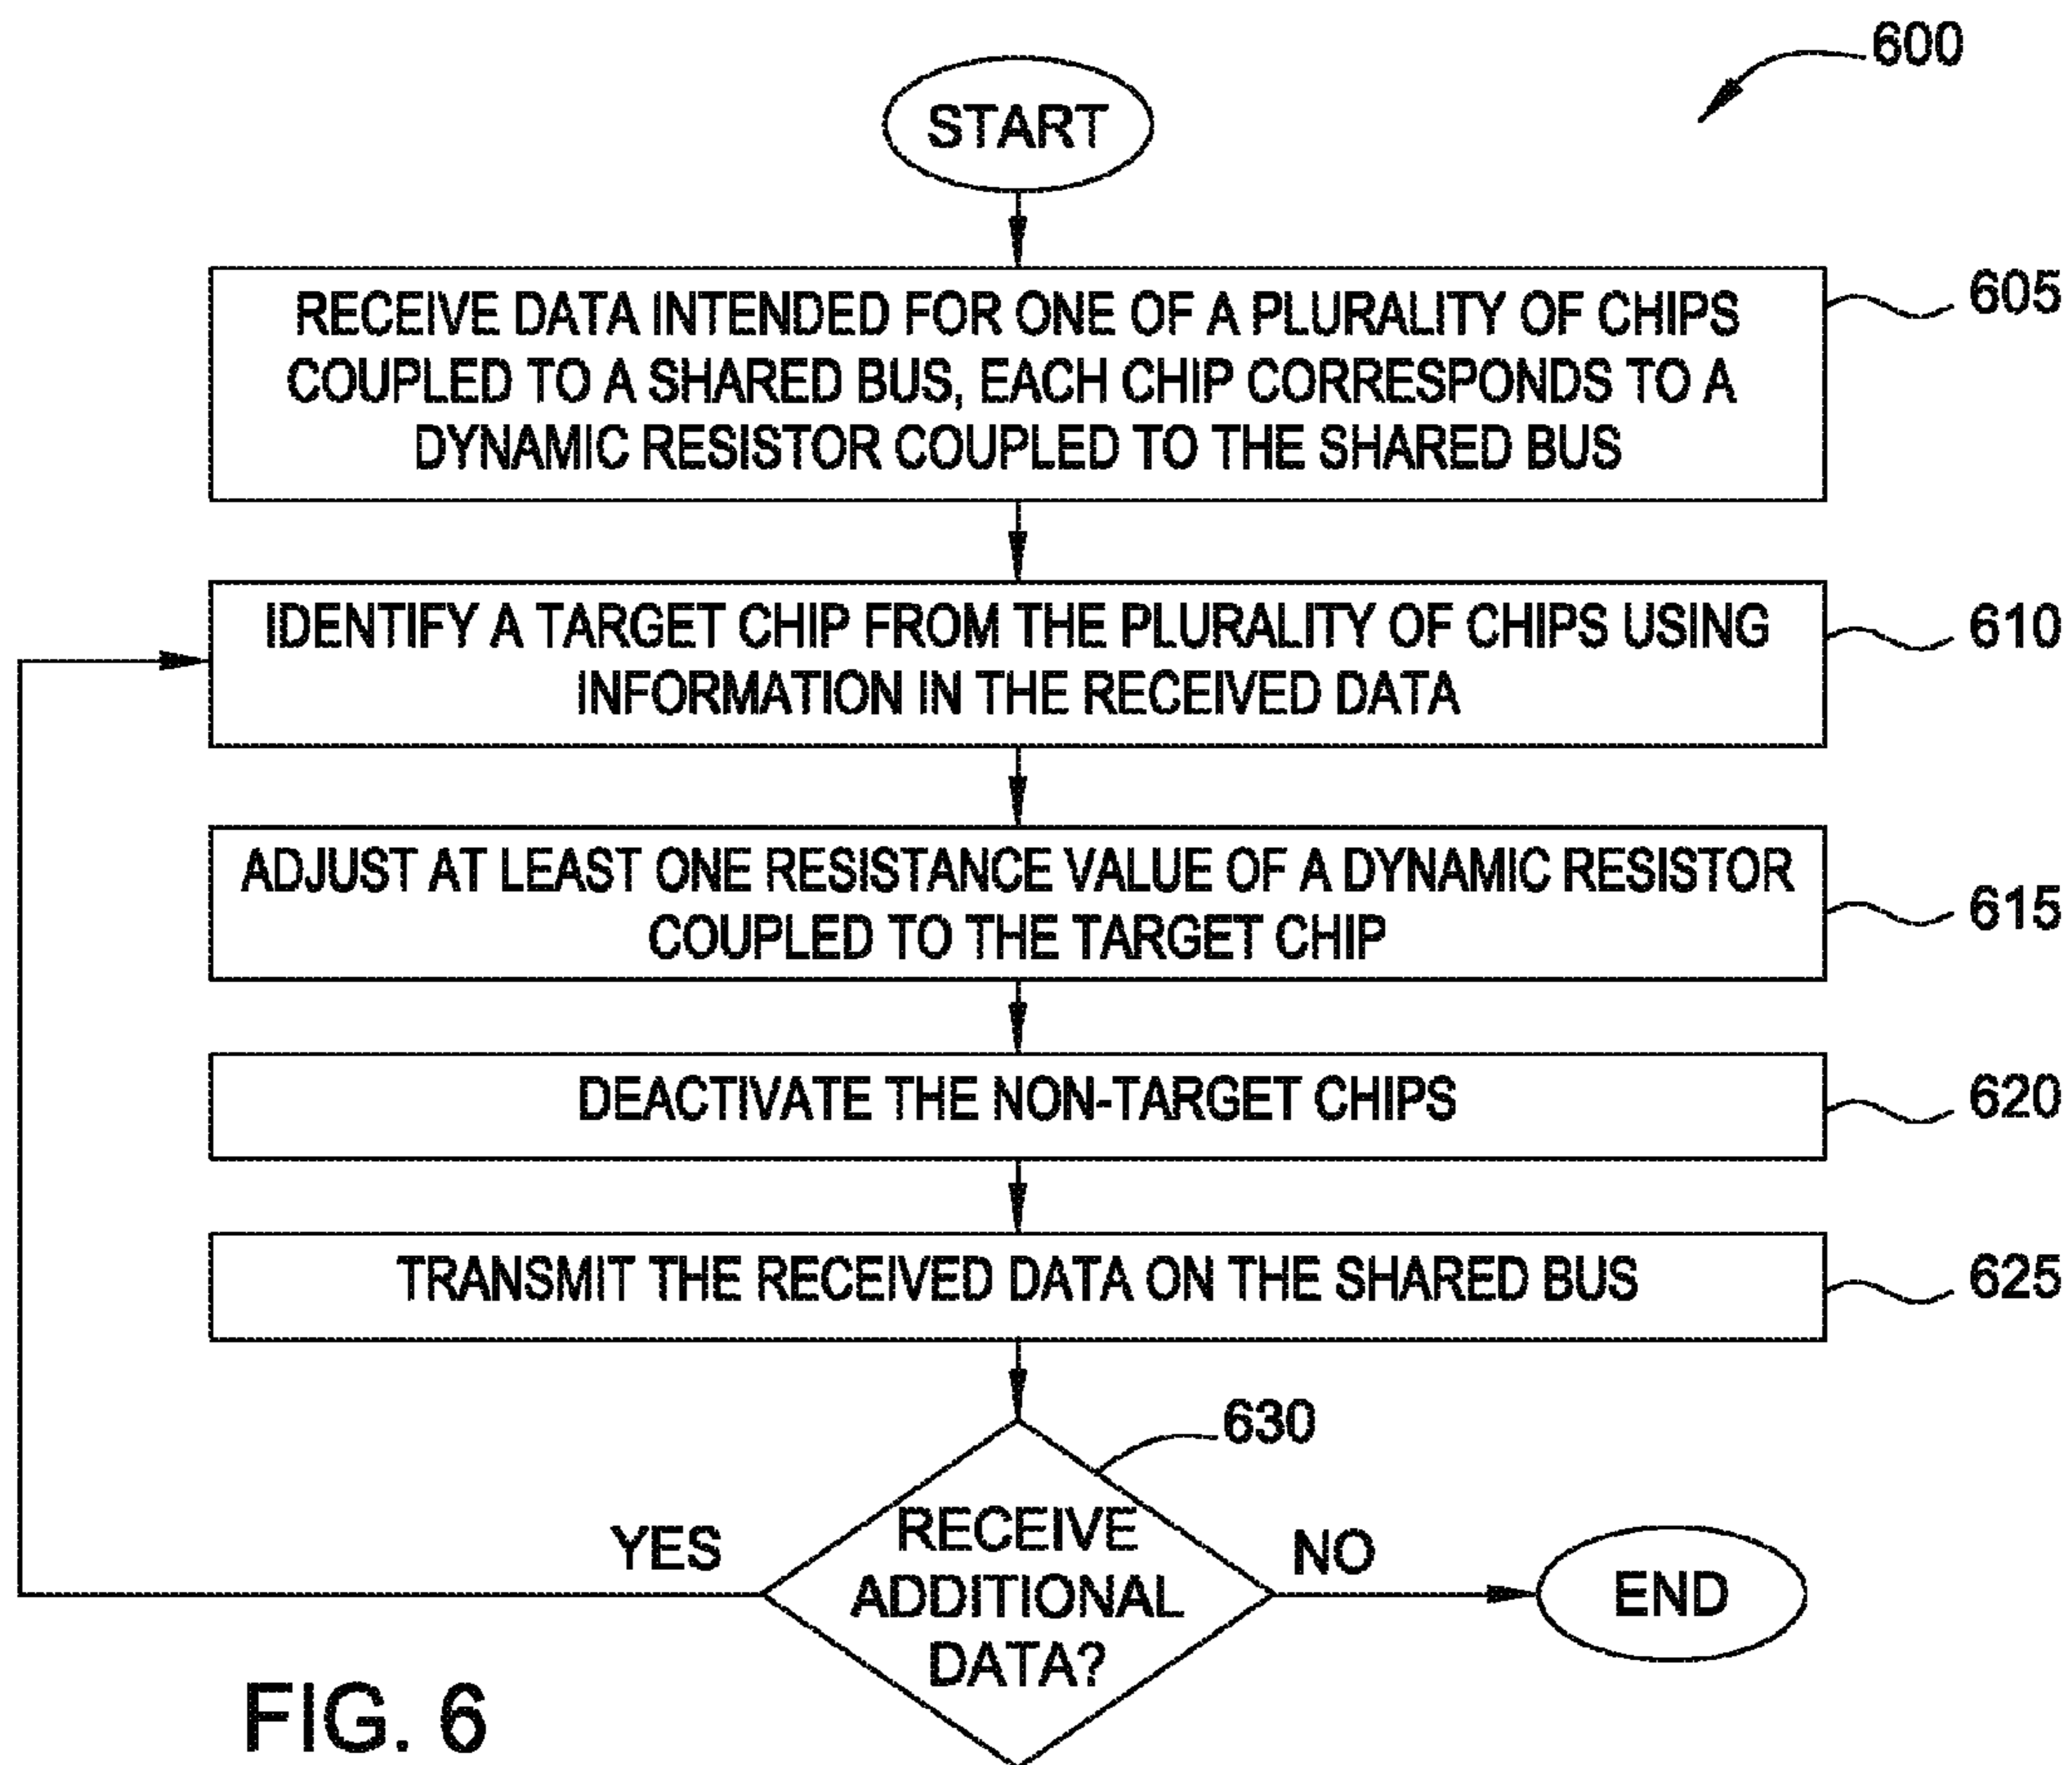 600
START
RECEIVE DATA INTENDED FOR ONE OF A PLURALITY OF CHIPS
COUPLED TO A SHARED BUS, EACH CHIP CORRESPONDS TO A
DYNAMIC RESISTOR COUPLED TO THE SHARED BUS
605
IDENTIFY A TARGET CHIP FROM THE PLURALITY OF CHIPS USING
INFORMATION IN THE RECEIVED DATA
610
ADJUST AT LEAST ONE RESISTANCE VALUE OF A DYNAMIC RESISTOR
COUPLED TO THE TARGET CHIP
615
DEACTIVATE THE NON-TARGET CHIPS
620
TRANSMIT THE RECEIVED DATA ON THE SHARED BUS
625
630
RECEIVE
ADDITIONAL
DATA?
YES
NO
END
FIG. 6